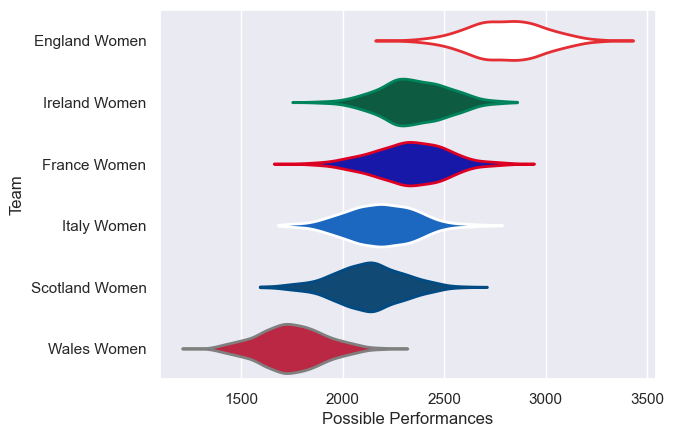 England Women
Ireland Women
France Women
Italy Women
Scotland Women
Wales Women
Team
1500 2000 2500 3000 3500
Possible Performances